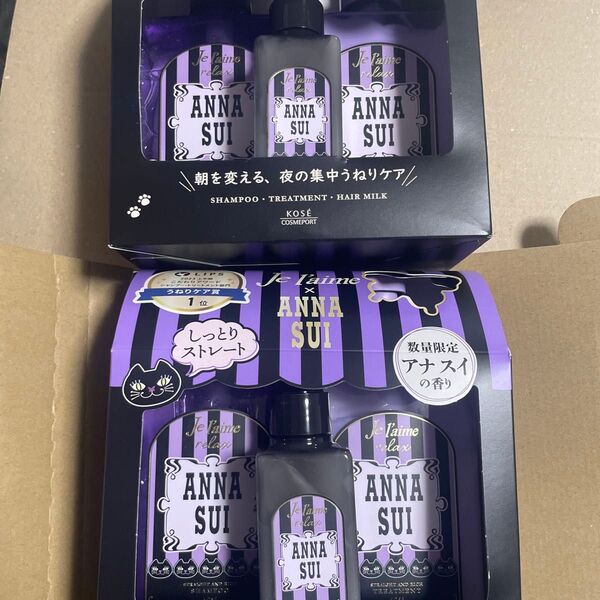 Je l'aime
relax
ANNA
SUI
Je l'aime
relax
ANNA
SUI
Je l'aime
relax
ANNA
SUI
朝を変える、夜の集中うねりケア
SHAMPOO・TREATMENT・HAIR MILK
KOSÉ
COSMEPORT
LIPS
うねりケア賞
1位
Je l'aime
×
ANNA
SUI
しっとり
ストレート
数量限定
アナ スイ
の香り
Je l'aime
relax
ANNA
SUI
STRAIGHT AND RICH
SHAMPOO
Je l'aime
relax
ANNA
SUI
Je l'aime
relax
ANNA
SUI
STRAIGHT AND RICH
TREATMENT